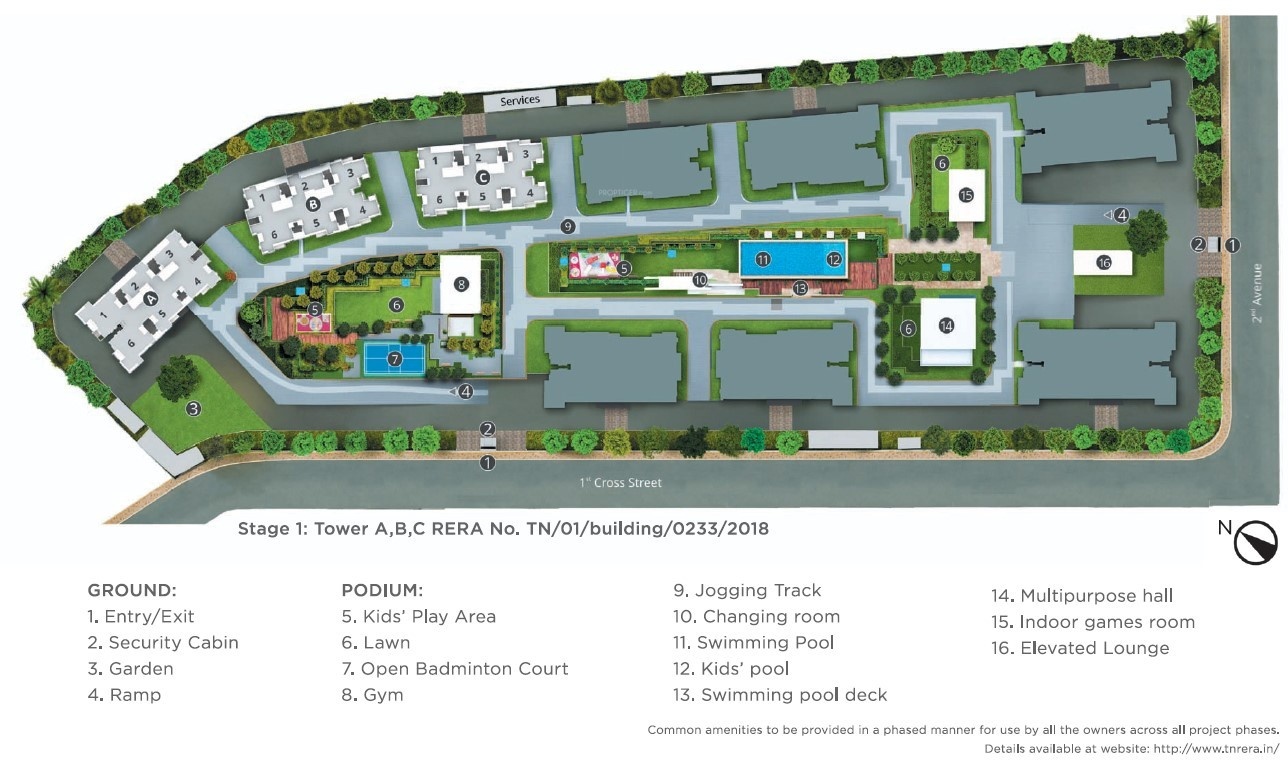 Services
1 2 3
B
6 5 4
1 2 3
C
6 5 4
PROPTIGER.com
1 2 3
A
6 5 4
6
15
4
9
2 1
5
11 12
16
10
13
8
5
6
7
6
14
4
3
2
1
2nd Avenue
1st Cross Street
Stage 1: Tower A,B,C RERA No. TN/01/building/0233/2018
N
GROUND:
1. Entry/Exit
2. Security Cabin
3. Garden
4. Ramp
PODIUM:
5. Kids' Play Area
6. Lawn
7. Open Badminton Court
8. Gym
9. Jogging Track
10. Changing room
11. Swimming Pool
12. Kids' pool
13. Swimming pool deck
14. Multipurpose hall
15. Indoor games room
16. Elevated Lounge
Common amenities to be provided in a phased manner for use by all the owners across all project phases.
Details available at website: http://www.tnrera.in/